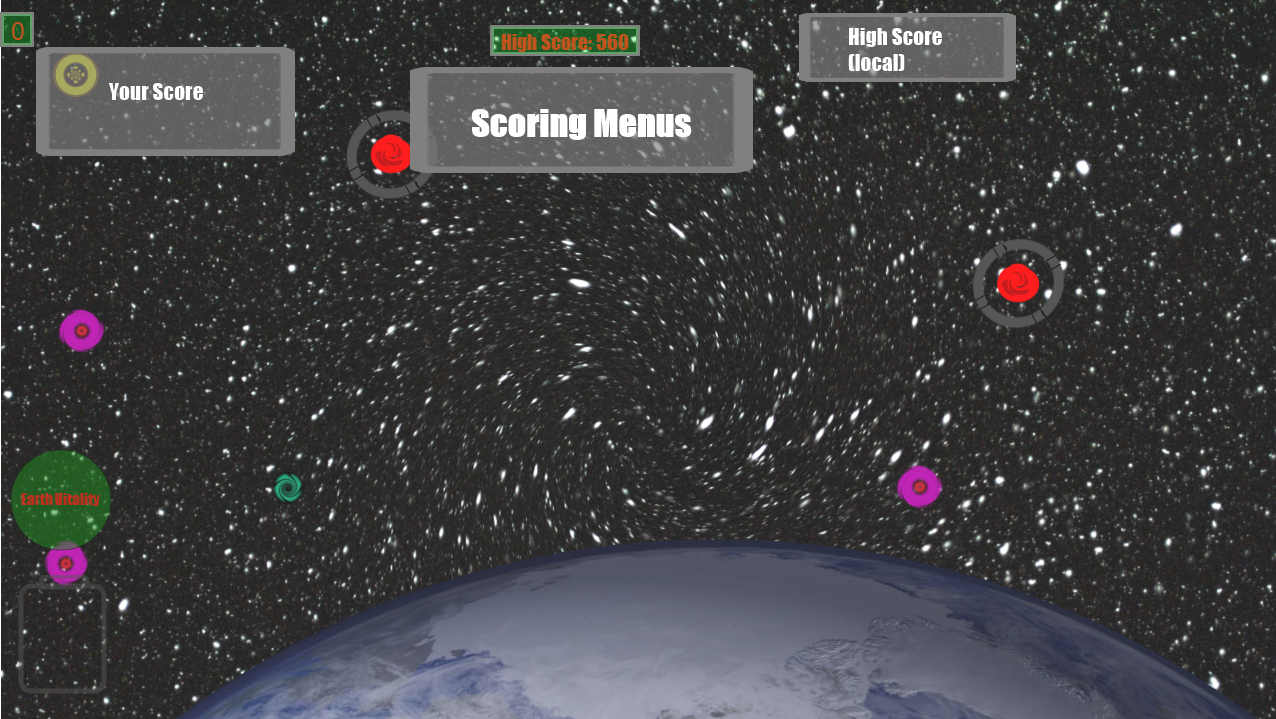 0
High Score: 560
High Score
(local)
Your Score
Scoring Menus
Earth Vitality